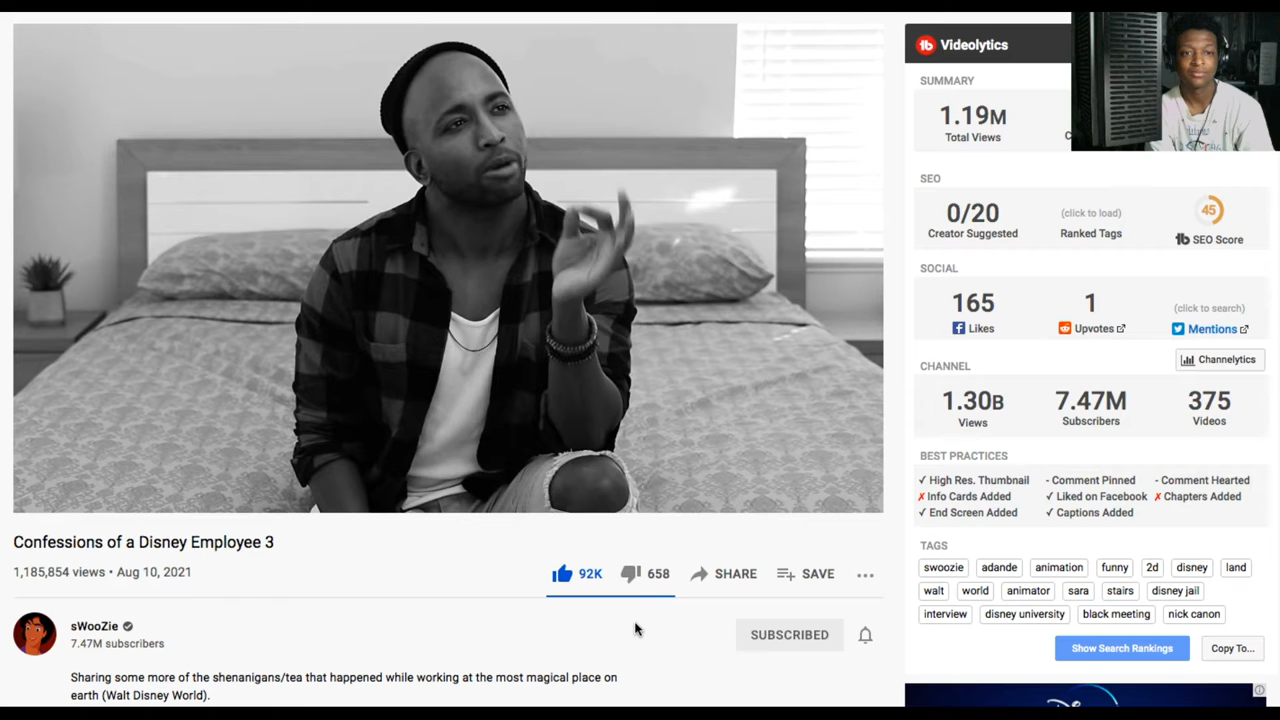 Videolytics
SUMMARY
1.19M
Total Views
SEO
0/20
Creator Suggested
(click to load)
Ranked Tags
45
SEO Score
SOCIAL
165
Likes
1
Upvotes
(click to search)
Mentions
Channelytics
CHANNEL
1.30B
Views
7.47M
Subscribers
375
Videos
BEST PRACTICES
✓ High Res. Thumbnail - Comment Pinned - Comment Hearted
✗ Info Cards Added ✓ Liked on Facebook ✗ Chapters Added
✓ End Screen Added ✓ Captions Added
TAGS
swoozie adande animation funny 2d disney land
walt world animator sara stairs disney jail
interview disney university black meeting nick canon
Show Search Rankings Copy To...
Confessions of a Disney Employee 3
1,185,854 views • Aug 10, 2021
92K 658 SHARE SAVE
sWooZie
7.47M subscribers
SUBSCRIBED
Sharing some more of the shenanigans/tea that happened while working at the most magical place on
earth (Walt Disney World).